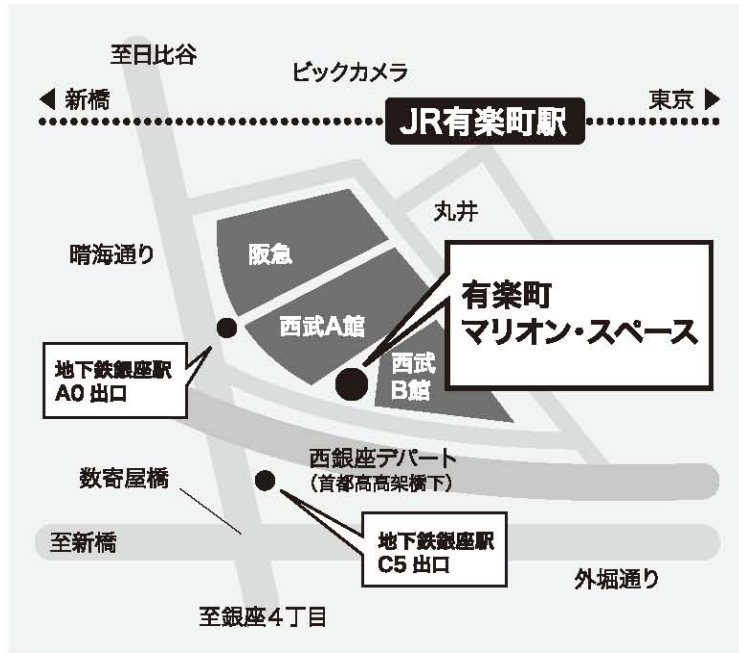 至日比谷
ビックカメラ
◀ 新橋
東京 ▶
JR有楽町駅
丸井
阪急
晴海通り
有楽町
マリオン・スペース
西武A館
西武
B館
地下鉄銀座駅
A0 出口
西銀座デパート
(首都高高架橋下)
数寄屋橋
至新橋
地下鉄銀座駅
C5 出口
外堀通り
至銀座4丁目